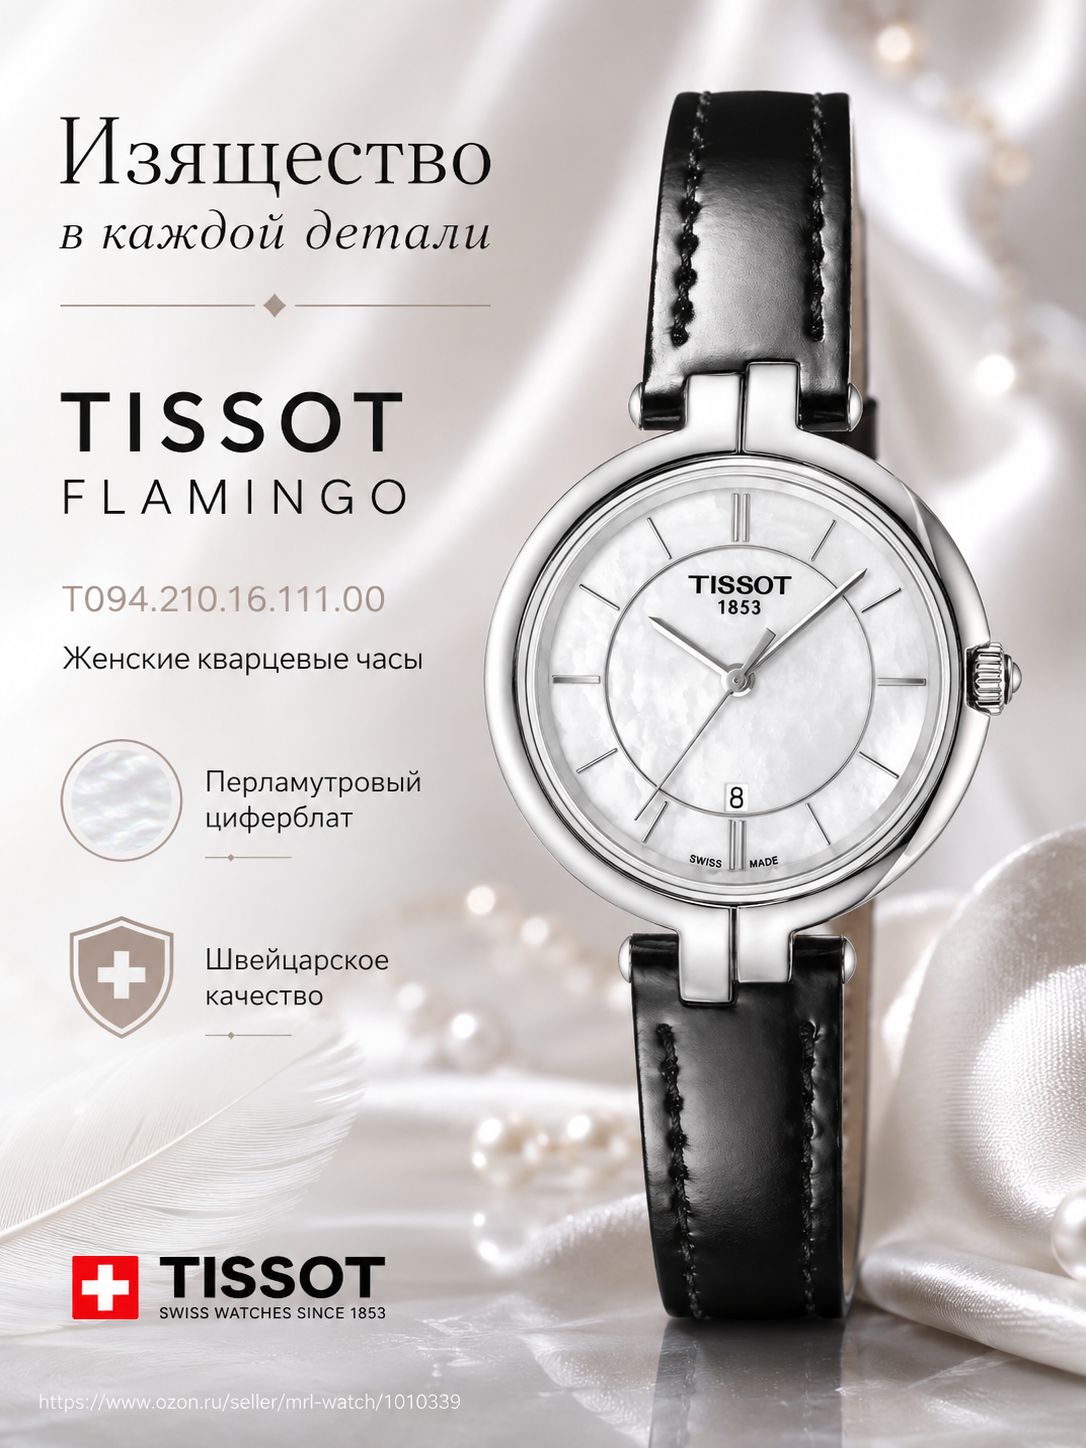 Изящество
в каждой детали
TISSOT
FLAMINGO
T094.210.16.111.00
Женские кварцевые часы
Перламутровый
циферблат
Швейцарское
качество
TISSOT
SWISS WATCHES SINCE 1853
https://www.ozon.ru/seller/mrl-watch/1010339
TISSOT
1853
8
SWISS MADE